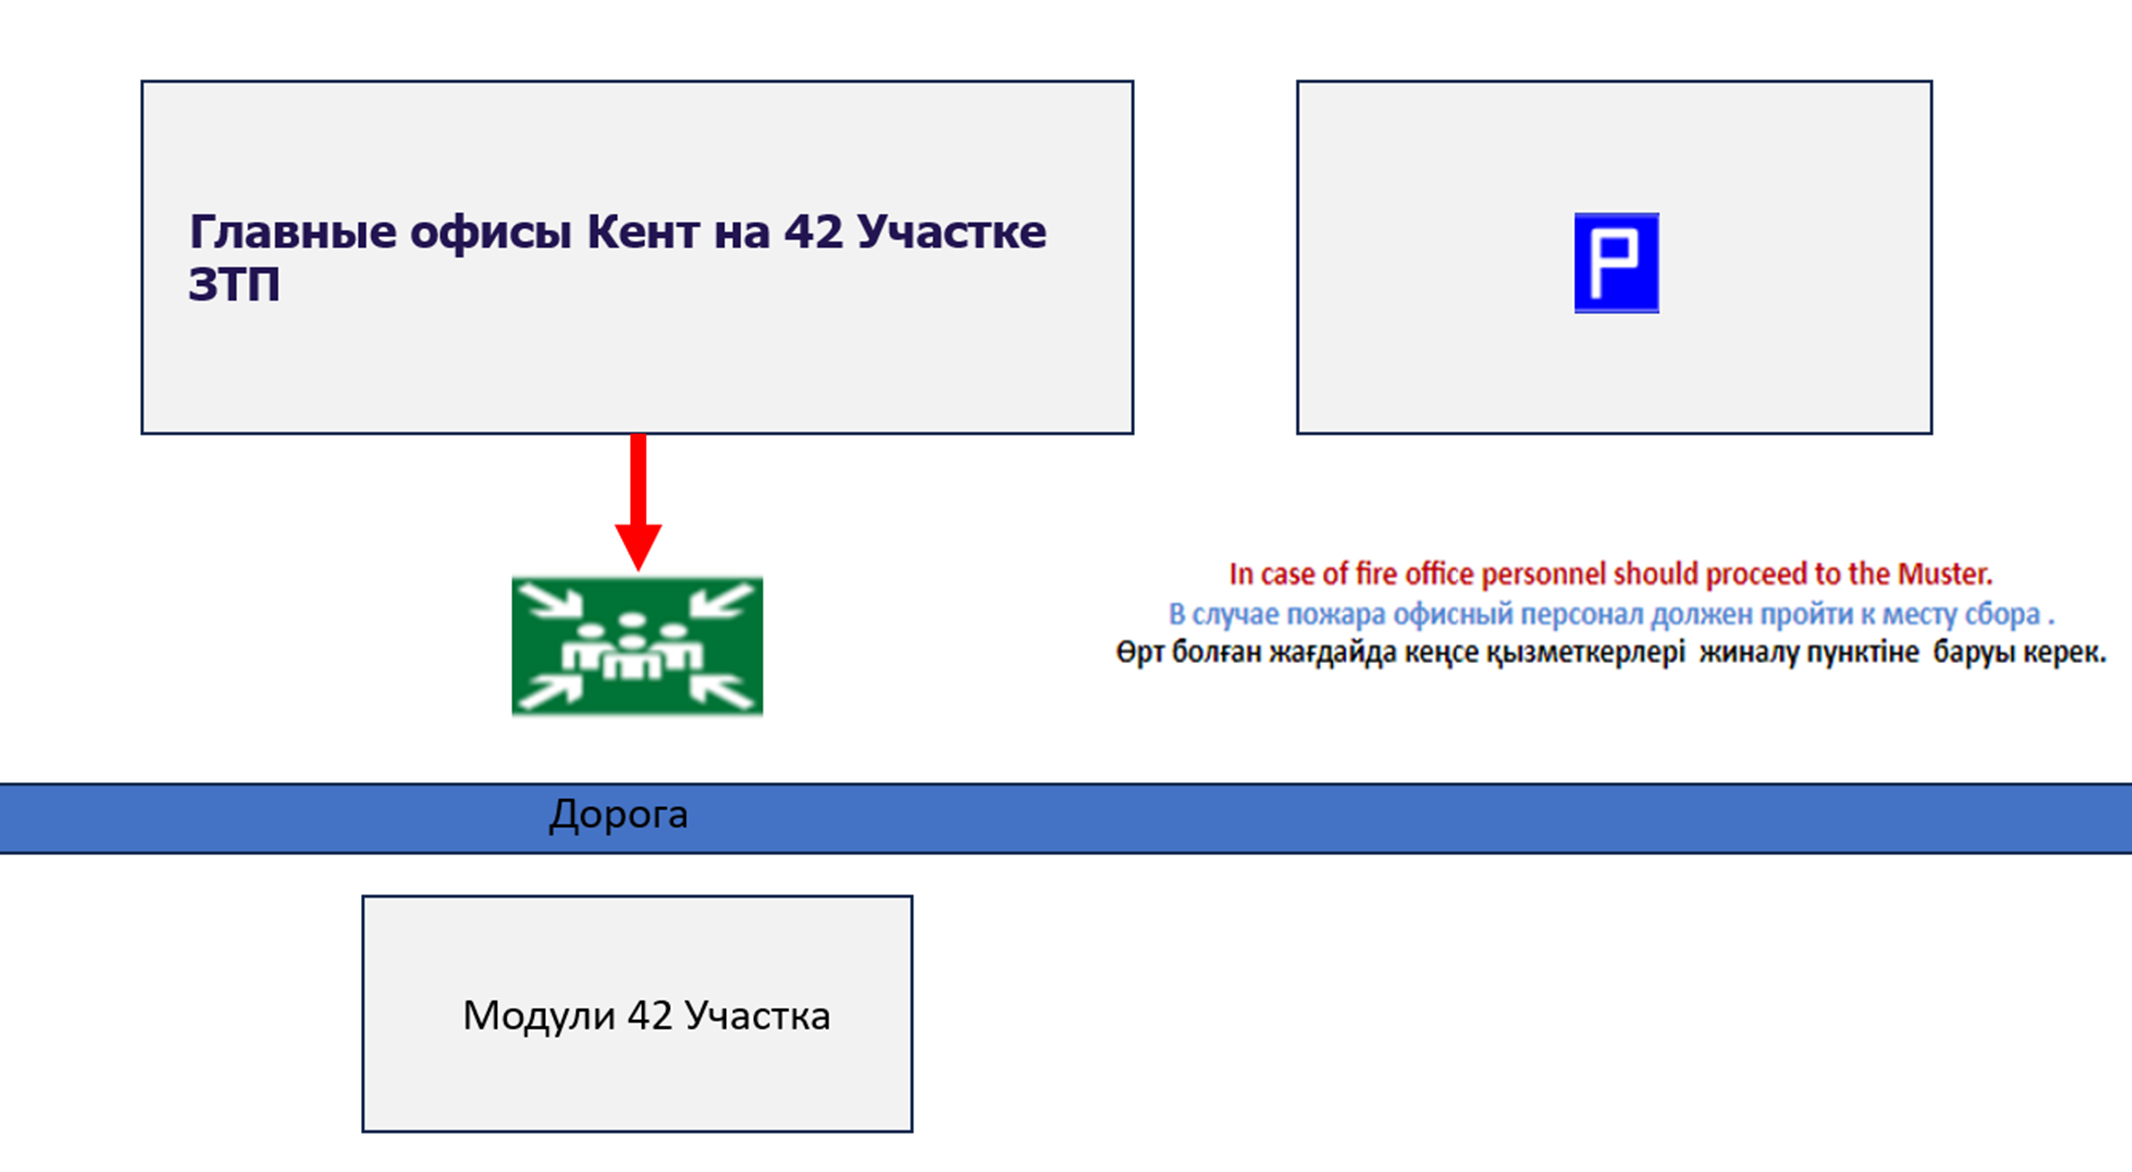 Главные офисы Кент на 42 Участке
ЗТП
P
In case of fire office personnel should proceed to the Muster.
В случае пожара офисный персонал должен пройти к месту сбора .
Өрт болған жағдайда кеңсе қызметкерлері  жиналу пунктіне  баруы керек.
Дорога
Модули 42 Участка